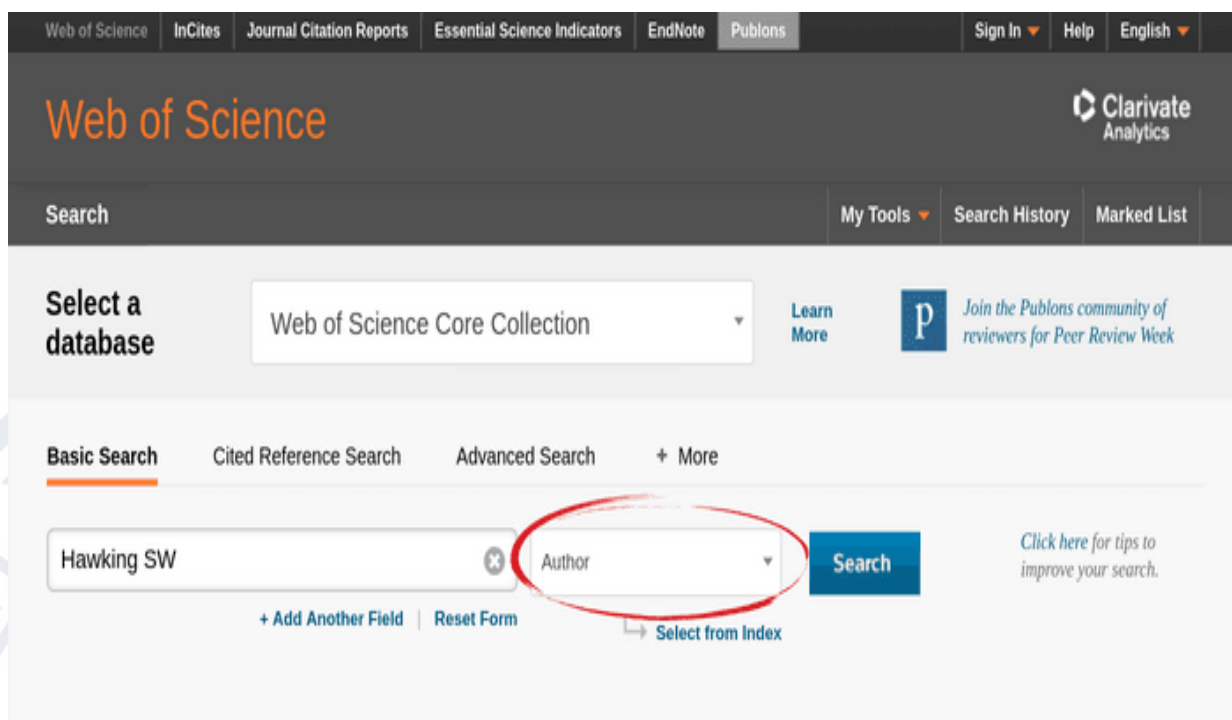 Web of Science InCites Journal Citation Reports Essential Science Indicators EndNote Publons Sign In Help English
Web of Science
Clarivate
Analytics
Search My Tools Search History Marked List
Select a
database
Web of Science Core Collection
Learn
More
p
Join the Publons community of
reviewers for Peer Review Week
Basic Search Cited Reference Search Advanced Search + More
Hawking SW Author Search
Click here for tips to
improve your search.
+ Add Another Field | Reset Form Select from Index